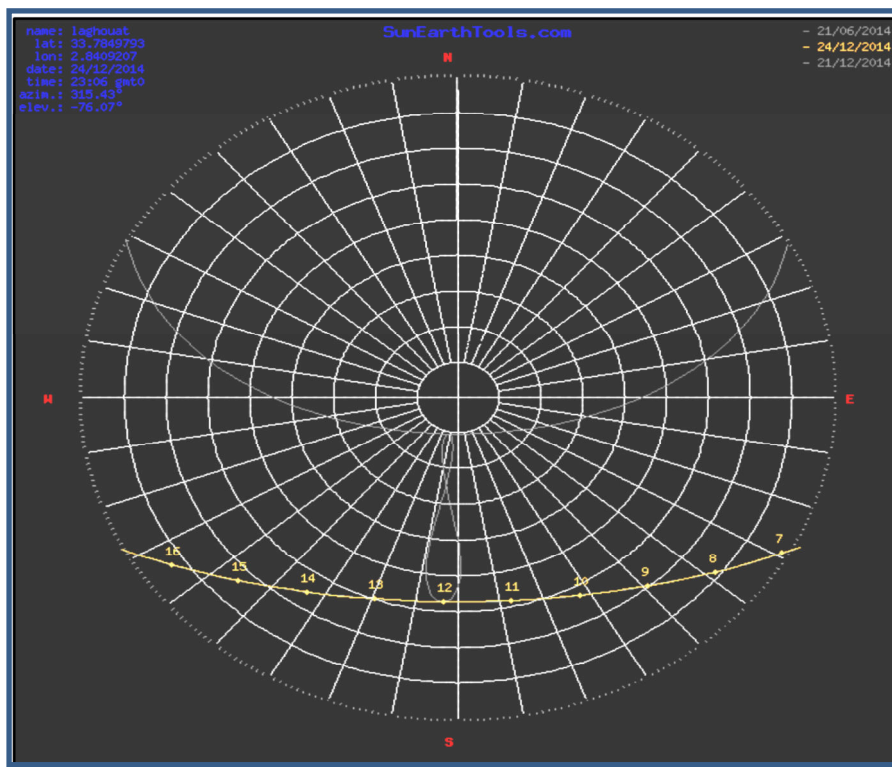 name: laghouat
lat: 33.7849793
lon: 2.8409207
date: 24/12/2014
time: 23:06 gmt0
azim.: 315.43°
elev.: -76.07°
SunEarthTools.com
- 21/06/2014
- 24/12/2014
- 21/12/2014
N
W
E
16
15
14
13
12
11
10
9
8
7
S